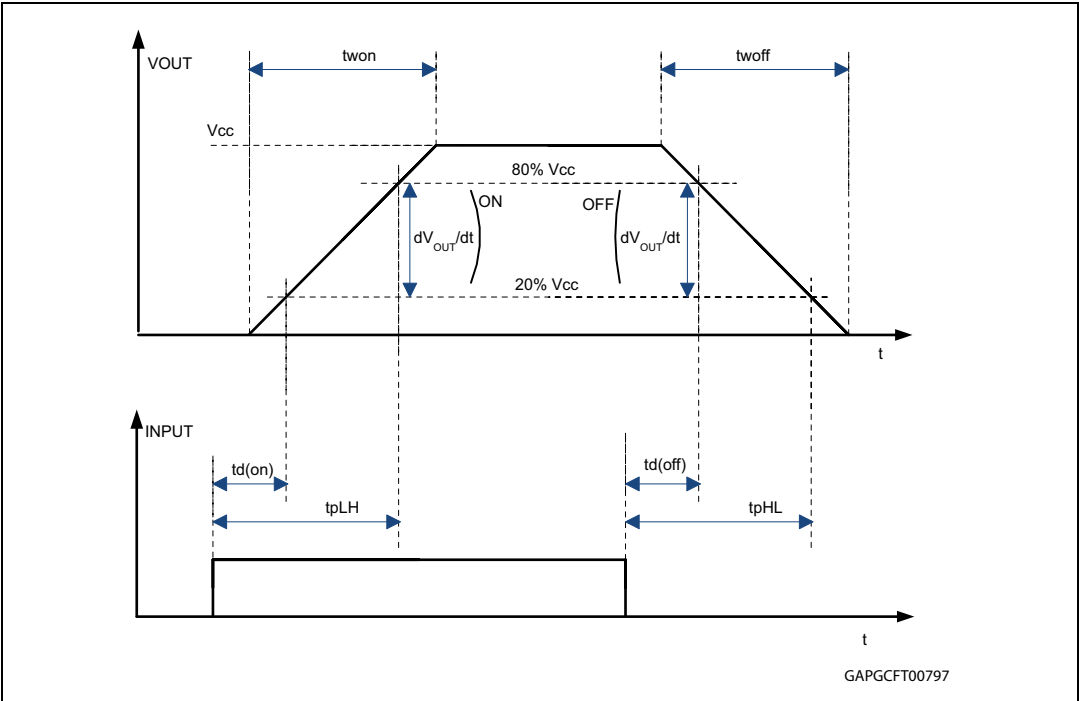 VOUT
twon
twoff
Vcc
80% Vcc
ON
OFF
dVOUT/dt
dVOUT/dt
20% Vcc
t
INPUT
td(on)
td(off)
tpLH
tpHL
t
GAPGCFT00797